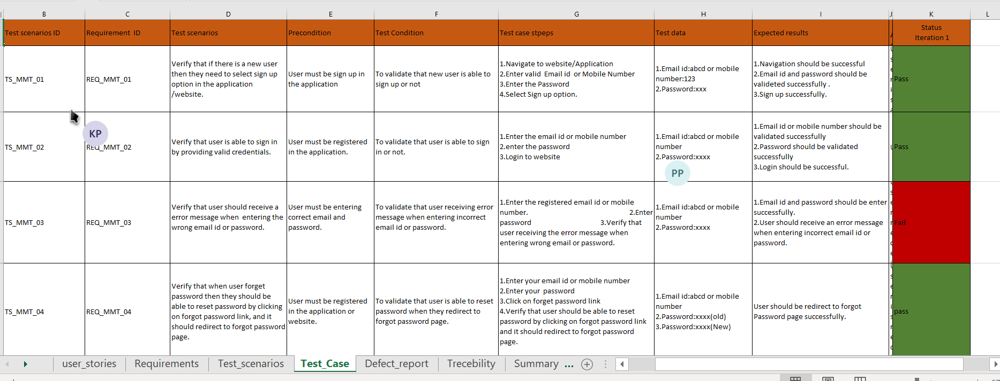 B C D E F G H I J K L
Test scenarios ID
Requirement ID
Test scenarios
Precondition
Test Condition
Test case stpeps
Test data
Expected results
Status
Iteration 1
TS_MMT_01
REQ_MMT_01
Verify that if there is a new user
then they need to select sign up
option in the application
/website.
User must be sign up in
the application
To validate that new user is able to
sign up or not
1.Navigate to website/Application
2.Enter valid Email id or Mobile Number
3.Enter the Password
4.Select Sign up option.
1.Email id:abcd or mobile
number:123
2.Password:xxx
1.Navigation should be successful
2.Email id and password should be
valideted successfully .
3.Sign up successfully.
Pass
KP
TS_MMT_02
REQ_MMT_02
Verify that user is able to sign in
by providing valid credentials.
User must be registered
in the application.
To validate that user is able to sign
in or not.
1.Enter the email id or mobile number
2.enter the password
3.Login to website
1.Email id:abcd or mobile
number
2.Password:xxxx
PP
1.Email id or mobile number should be
validated successfully
2.Password should be validated
successfully
3.Login should be successful.
Pass
TS_MMT_03
REQ_MMT_03
Verify that user should receive a
error message when entering the
wrong email id or password.
User must be entering
correct email and
password.
To validate that user receiving error
message when entering incorrect
email id or password.
1.Enter the registered email id or mobile
number. 2.Enter
password 3.Verify that
user receiving the error message when
entering wrong email or password.
1.Email id:abcd or mobile
number
2.Password:xxxx
1.Email id and password should be enter
successfully.
2.User should receive an error message
when entering incorrect email id or
password.
Fail
TS_MMT_04
REQ_MMT_04
Verify that when user forget
password then they should be
able to reset password by clicking
on forgot password link, and it
should redirect to forgot password
page.
User must be registered
in the application or
website.
To validate that user is able to reset
password when they redirect to
forgot password page.
1.Enter your email id or mobile number
2.Enter your password
3.Click on forget password link
4.Verify that user should be able to reset
password by clicking on forgot password link
and it should redirect to forgot password
page.
1.Email id:abcd or mobile
number
2.Password:xxxx(old)
3.Password:xxxx(New)
User should be redirect to forgot
Password page successfully.
pass
user_stories Requirements Test_scenarios Test_Case Defect_report Trecebility Summary ...